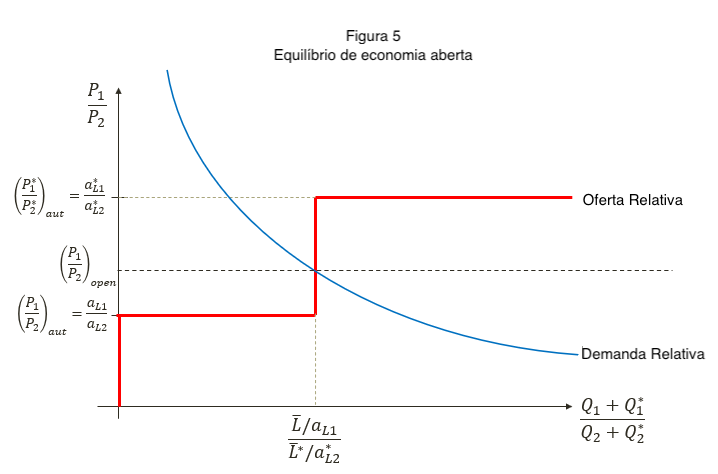 Figura 5
Equilíbrio de economia aberta
P₁/P₂
(P₁*/P₂*)aut = a*L1/a*L2
Oferta Relativa
(P₁/P₂)open
(P₁/P₂)aut = aL1/aL2
Demanda Relativa
L̅/aL1
L̅*/a*L2
Q₁ + Q₁*
Q₂ + Q₂*